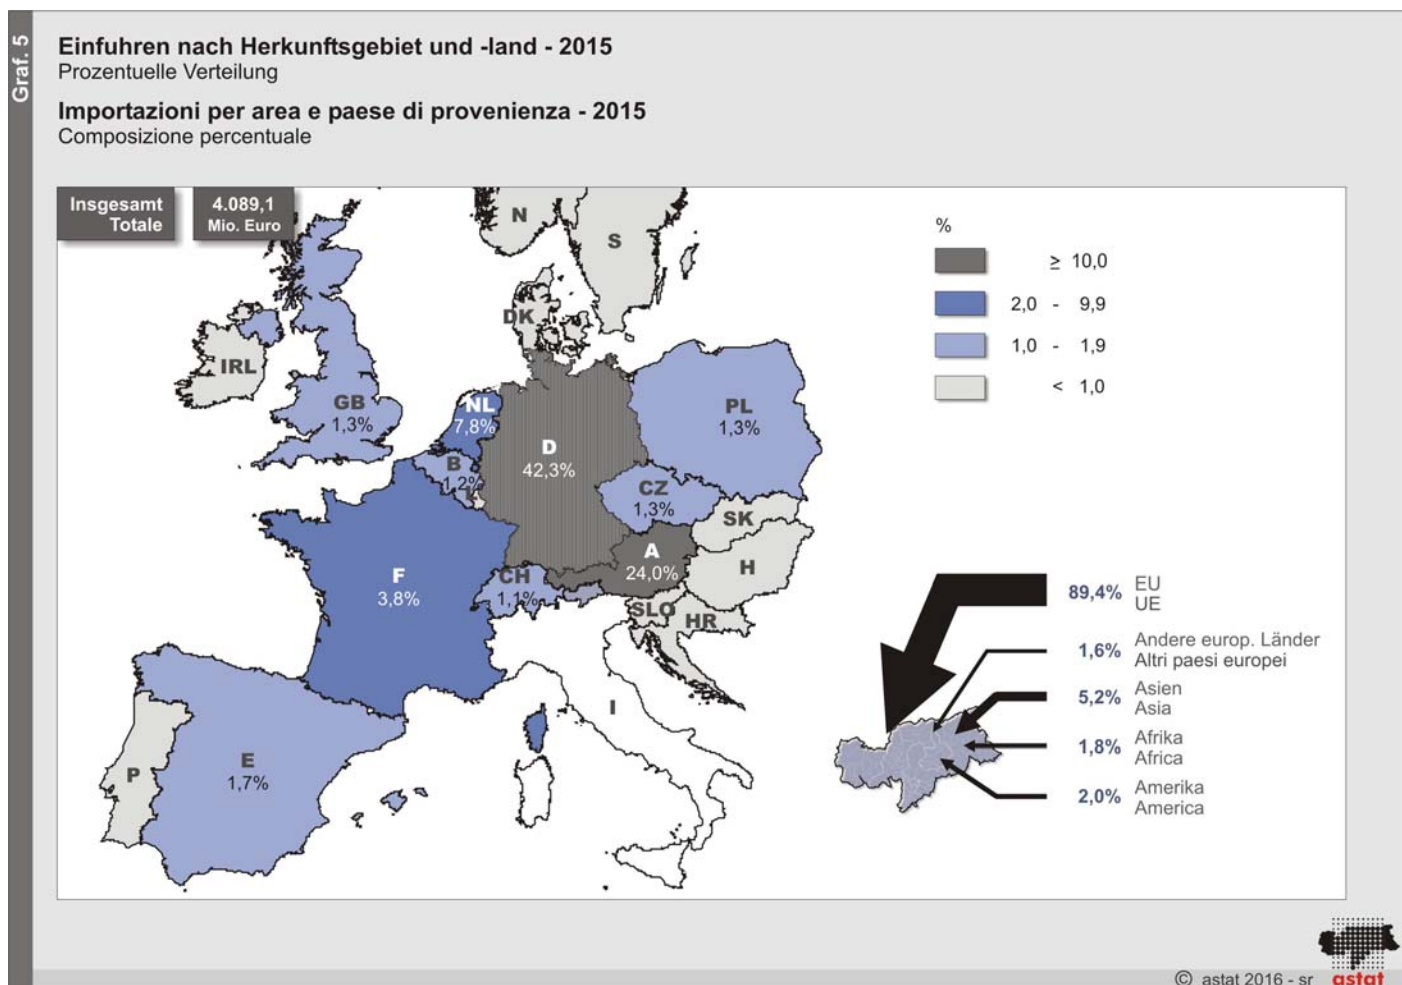 Graf. 5
Einfuhren nach Herkunftsgebiet und -land - 2015
Prozentuelle Verteilung
Importazioni per area e paese di provenienza - 2015
Composizione percentuale
Insgesamt
Totale
4.089,1
Mio. Euro
%
≥ 10,0
2,0 - 9,9
1,0 - 1,9
< 1,0
N
S
DK
IRL
GB
1,3%
NL
7,8%
D
42,3%
PL
1,3%
B
1,2%
L
CZ
1,3%
SK
A
24,0%
H
F
3,8%
CH
1,1%
SLO
HR
I
P
E
1,7%
89,4%
EU
UE
1,6%
Andere europ. Länder
Altri paesi europei
5,2%
Asien
Asia
1,8%
Afrika
Africa
2,0%
Amerika
America
© astat 2016 - sr
astat